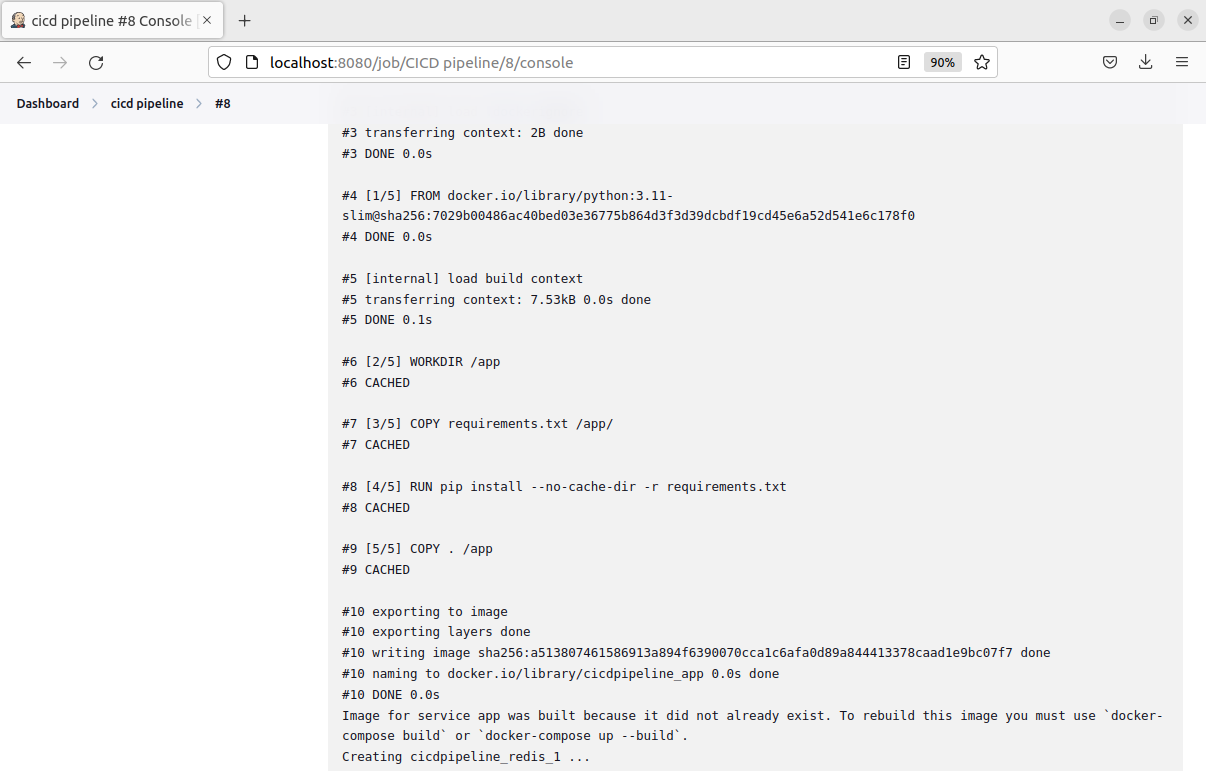 cicd pipeline #8 Console
localhost:8080/job/CICD pipeline/8/console
90%
Dashboard
cicd pipeline
#8
#3 transferring context: 2B done
#3 DONE 0.0s
#4 [1/5] FROM docker.io/library/python:3.11-
slim@sha256:7029b00486ac40bed03e36775b864d3f3d39dcbdf19cd45e6a52d541e6c178f0
#4 DONE 0.0s
#5 [internal] load build context
#5 transferring context: 7.53kB 0.0s done
#5 DONE 0.1s
#6 [2/5] WORKDIR /app
#6 CACHED
#7 [3/5] COPY requirements.txt /app/
#7 CACHED
#8 [4/5] RUN pip install --no-cache-dir -r requirements.txt
#8 CACHED
#9 [5/5] COPY . /app
#9 CACHED
#10 exporting to image
#10 exporting layers done
#10 writing image sha256:a513807461586913a894f6390070cca1c6afa0d89a844413378caad1e9bc07f7 done
#10 naming to docker.io/library/cicdpipeline_app 0.0s done
#10 DONE 0.0s
Image for service app was built because it did not already exist. To rebuild this image you must use `docker-
compose build` or `docker-compose up --build`.
Creating cicdpipeline_redis_1 ...